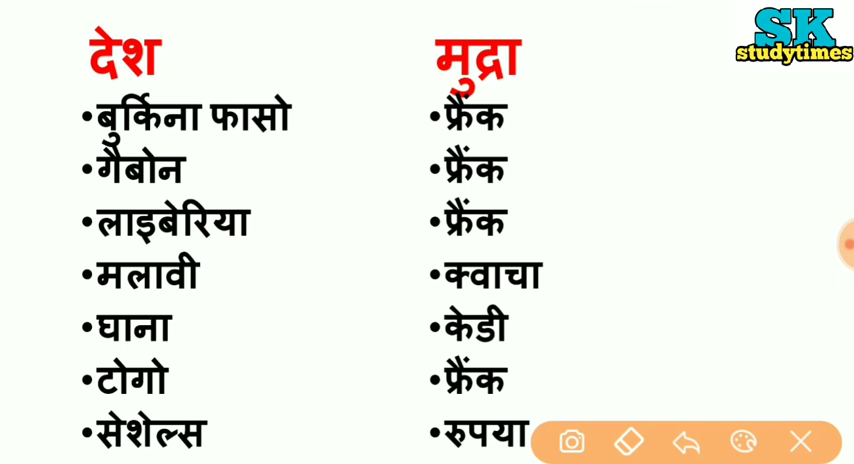 SK
studytimes
देश मुद्रा
•बुर्किना फासो •फ्रैंक
•गैबोन •फ्रैंक
•लाइबेरिया •फ्रैंक
•मलावी •क्वाचा
•घाना •केडी
•टोगो •फ्रैंक
•सेशेल्स •रुपया